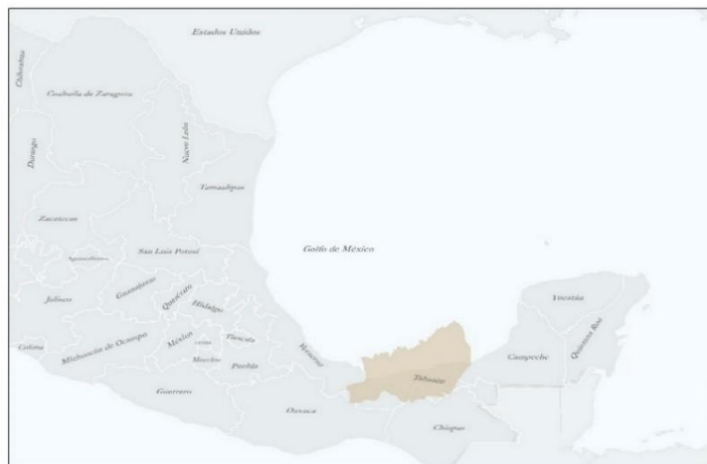 Estados Unidos
Chihuahua
Coahuila de Zaragoza
Durango
Nuevo León
Tamaulipas
Zacatecas
San Luis Potosí
Aguascalientes
Golfo de México
Jalisco
Guanajuato
Querétaro
Hidalgo
Yucatán
Colima
Michoacán de Ocampo
México
Tlaxcala
Morelos
Puebla
Veracruz
Campeche
Quintana Roo
Tabasco
Guerrero
Oaxaca
Chiapas